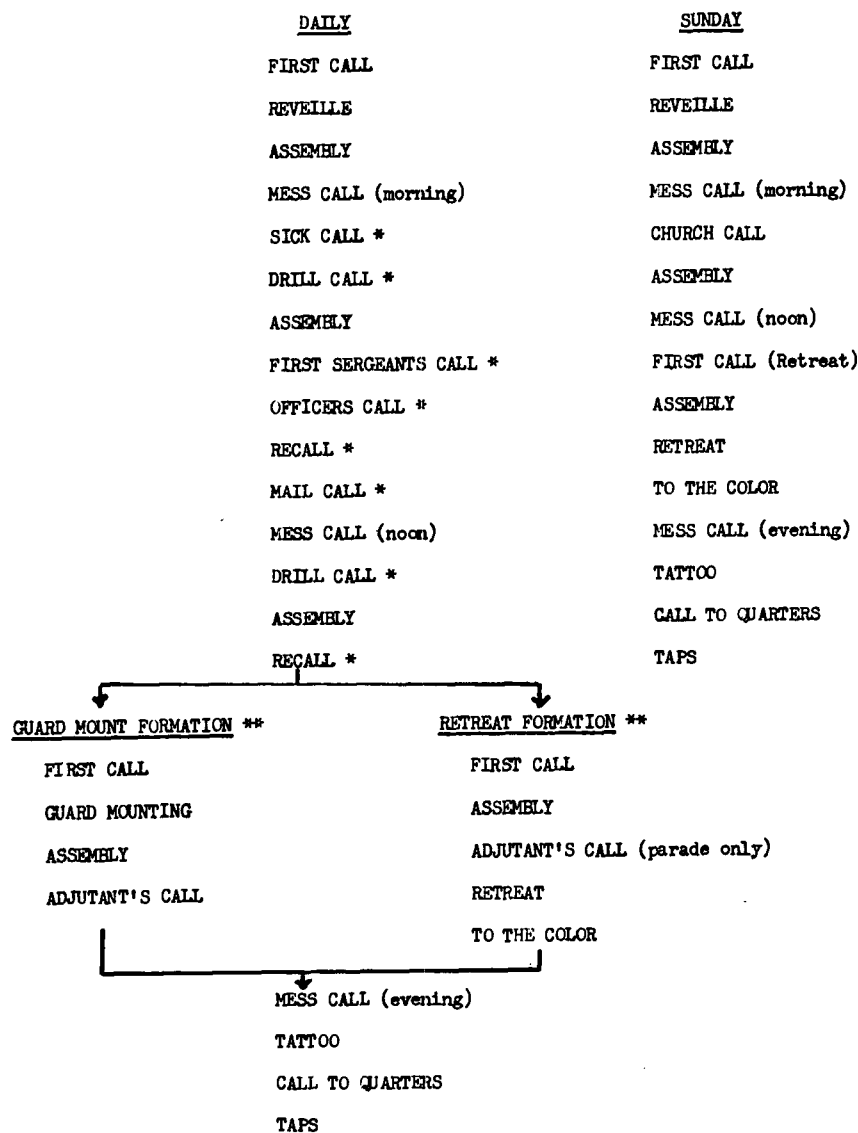 DAILY
FIRST CALL
REVEILLE
ASSEMBLY
MESS CALL (morning)
SICK CALL *
DRILL CALL *
ASSEMBLY
FIRST SERGEANTS CALL *
OFFICERS CALL *
RECALL *
MAIL CALL *
MESS CALL (noon)
DRILL CALL *
ASSEMBLY
RECALL *
SUNDAY
FIRST CALL
REVEILLE
ASSEMBLY
MESS CALL (morning)
CHURCH CALL
ASSEMBLY
MESS CALL (noon)
FIRST CALL (Retreat)
ASSEMBLY
RETREAT
TO THE COLOR
MESS CALL (evening)
TATTOO
CALL TO QUARTERS
TAPS
GUARD MOUNT FORMATION **
FIRST CALL
GUARD MOUNTING
ASSEMBLY
ADJUTANT'S CALL
RETREAT FORMATION **
FIRST CALL
ASSEMBLY
ADJUTANT'S CALL (parade only)
RETREAT
TO THE COLOR
MESS CALL (evening)
TATTOO
CALL TO QUARTERS
TAPS